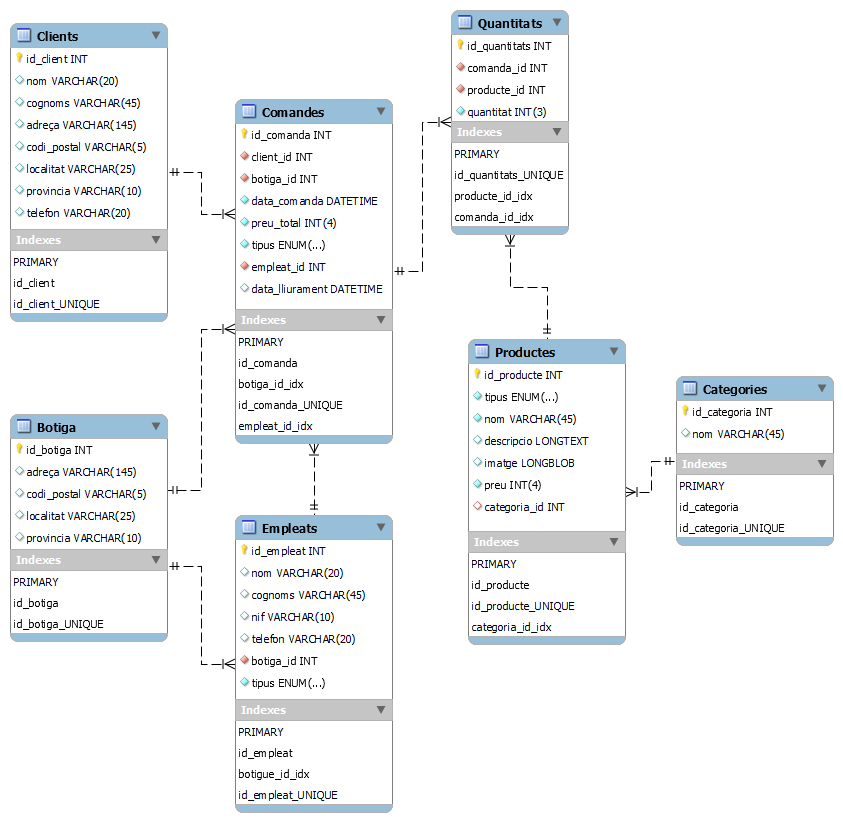 Clients
id_client INT
nom VARCHAR(20)
cognoms VARCHAR(45)
adreça VARCHAR(145)
codi_postal VARCHAR(5)
localitat VARCHAR(25)
provincia VARCHAR(10)
telefon VARCHAR(20)
Indexes
PRIMARY
id_client
id_client_UNIQUE
Botiga
id_botiga INT
adreça VARCHAR(145)
codi_postal VARCHAR(5)
localitat VARCHAR(25)
provincia VARCHAR(10)
Indexes
PRIMARY
id_botiga
id_botiga_UNIQUE
Comandes
id_comanda INT
client_id INT
botiga_id INT
data_comanda DATETIME
preu_total INT(4)
tipus ENUM(...)
empleat_id INT
data_lliurament DATETIME
Indexes
PRIMARY
id_comanda
botiga_id_idx
id_comanda_UNIQUE
empleat_id_idx
Empleats
id_empleat INT
nom VARCHAR(20)
cognoms VARCHAR(45)
nif VARCHAR(10)
telefon VARCHAR(20)
botiga_id INT
tipus ENUM(...)
Indexes
PRIMARY
id_empleat
botigue_id_idx
id_empleat_UNIQUE
Quantitats
id_quantitats INT
comanda_id INT
producte_id INT
quantitat INT(3)
Indexes
PRIMARY
id_quantitats_UNIQUE
producte_id_idx
comanda_id_idx
Productes
id_producte INT
tipus ENUM(...)
nom VARCHAR(45)
descripcio LONGTEXT
imatge LONGBLOB
preu INT(4)
categoria_id INT
Indexes
PRIMARY
id_producte
id_producte_UNIQUE
categoria_id_idx
Categories
id_categoria INT
nom VARCHAR(45)
Indexes
PRIMARY
id_categoria
id_categoria_UNIQUE